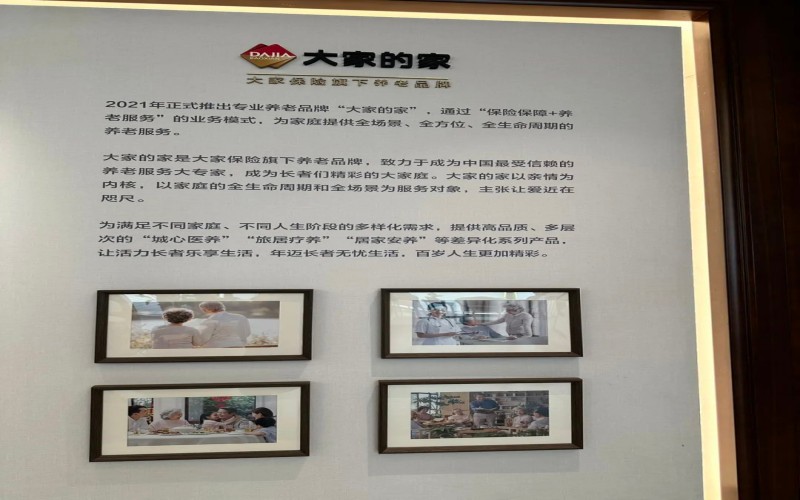 DAJIA
大家的家
大家保险旗下养老品牌
2021年正式推出专业养老品牌“大家的家”，通过“保险保障+养
老服务”的业务模式，为家庭提供全场景、全方位、全生命周期的
养老服务。
大家的家是大家保险旗下养老品牌，致力于成为中国最受信赖的
养老服务大专家，成为长者们精彩的大家庭。大家的家以亲情为
内核，以家庭的全生命周期和全场景为服务对象，主张让爱近在
咫尺。
为满足不同家庭、不同人生阶段的多样化需求，提供高品质、多层
次的“城心医养”“旅居疗养”“居家安养”等差异化系列产品，
让活力长者乐享生活，年迈长者无忧生活，百岁人生更加精彩。